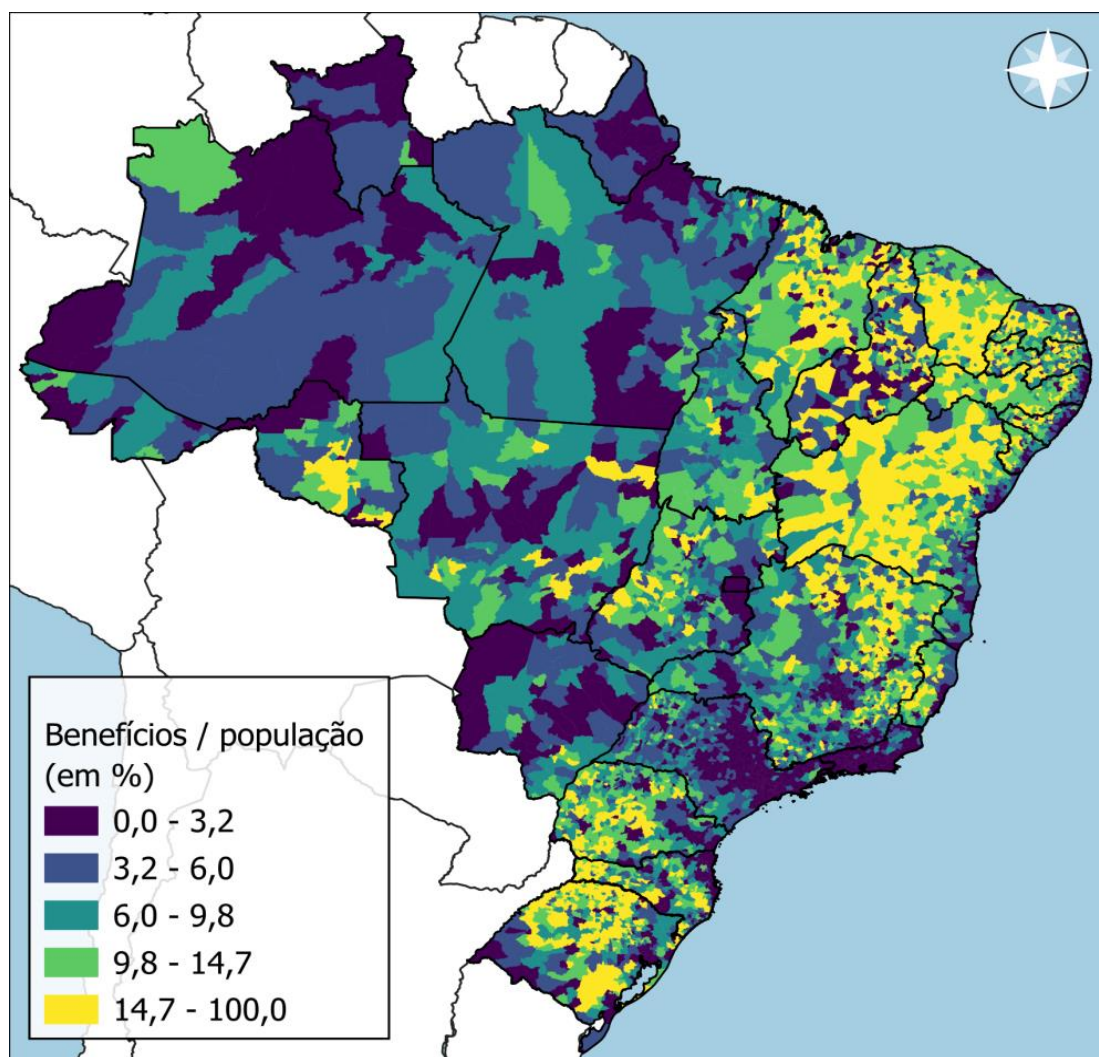 Benefícios / população
(em %)
0,0 - 3,2
3,2 - 6,0
6,0 - 9,8
9,8 - 14,7
14,7 - 100,0